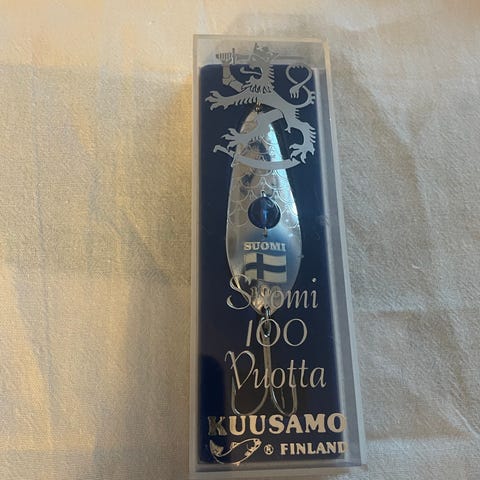 SUOMI
Suomi
100
Vuotta
KUUSAMO
® FINLAND